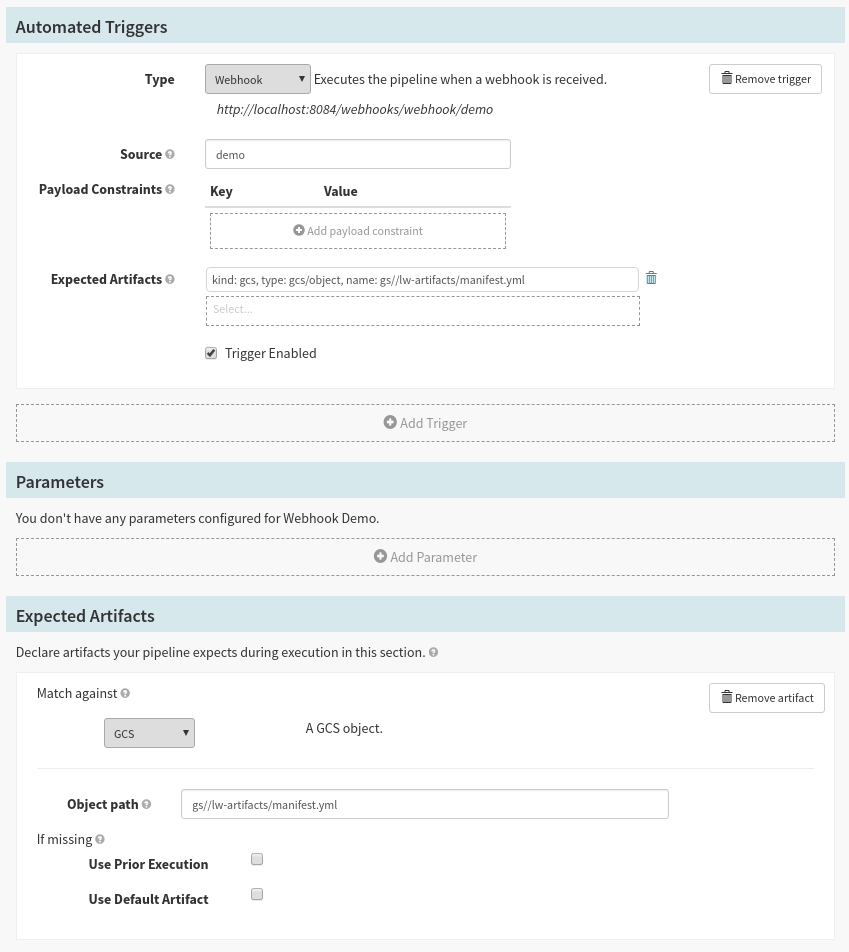 Automated Triggers
Type Webhook Executes the pipeline when a webhook is received. Remove trigger
http://localhost:8084/webhooks/webhook/demo
Source demo
Payload Constraints Key Value
Add payload constraint
Expected Artifacts kind: gcs, type: gcs/object, name: gs//lw-artifacts/manifest.yml
Select...
Trigger Enabled
Add Trigger
Parameters
You don't have any parameters configured for Webhook Demo.
Add Parameter
Expected Artifacts
Declare artifacts your pipeline expects during execution in this section.
Match against Remove artifact
GCS A GCS object.
Object path gs//lw-artifacts/manifest.yml
If missing
Use Prior Execution
Use Default Artifact